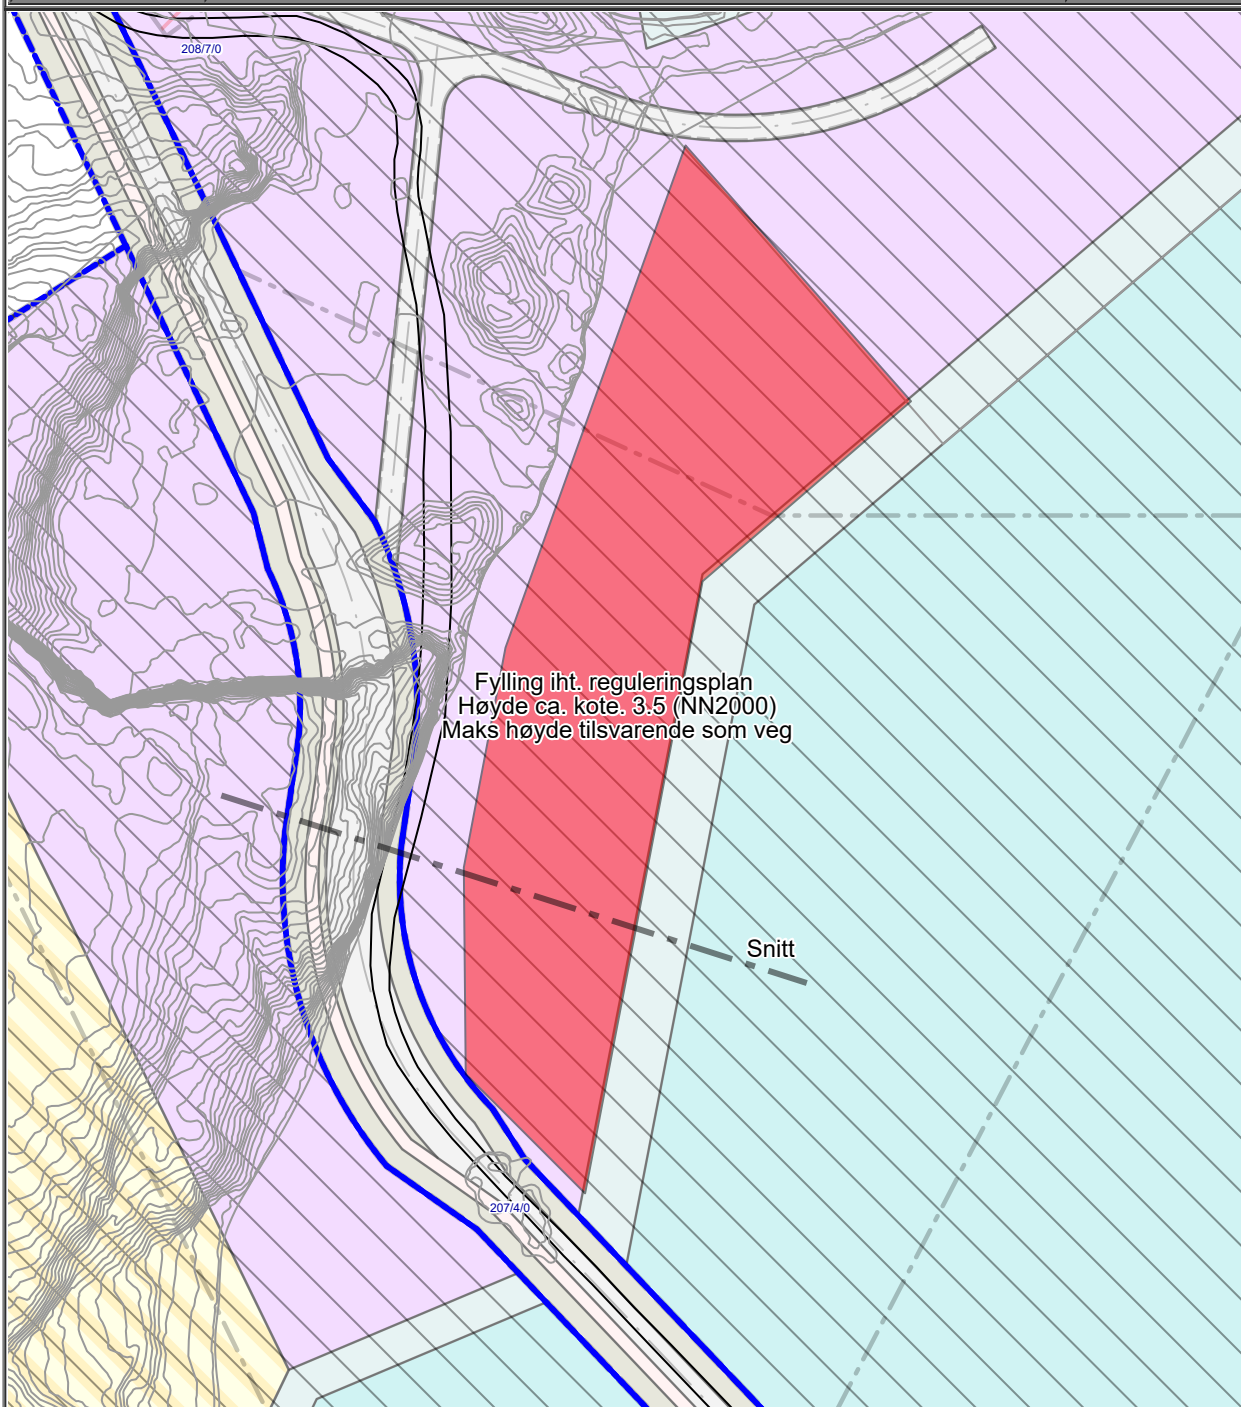 208/7/0
Fylling iht. reguleringsplan
Høyde ca. kote. 3.5 (NN2000)
Maks høyde tilsvarende som veg
Snitt
207/4/0